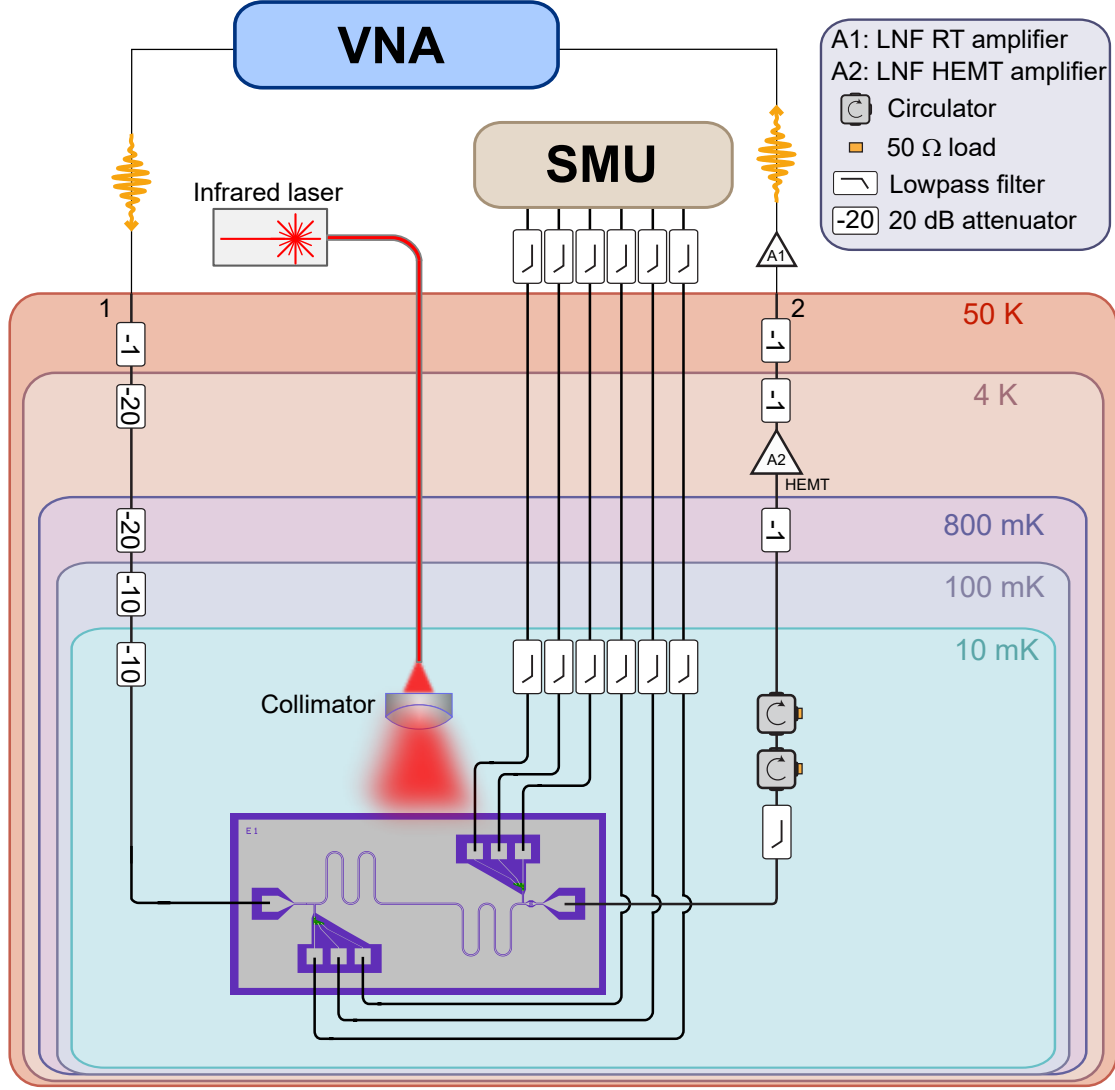 VNA
A1: LNF RT amplifier
A2: LNF HEMT amplifier
Circulator
50 Ω load
Lowpass filter
-20 20 dB attenuator
SMU
Infrared laser
A1
1
2
50 K
-1
-1
4 K
-20
-1
A2
HEMT
800 mK
-20
-1
100 mK
-10
10 mK
-10
Collimator
E1